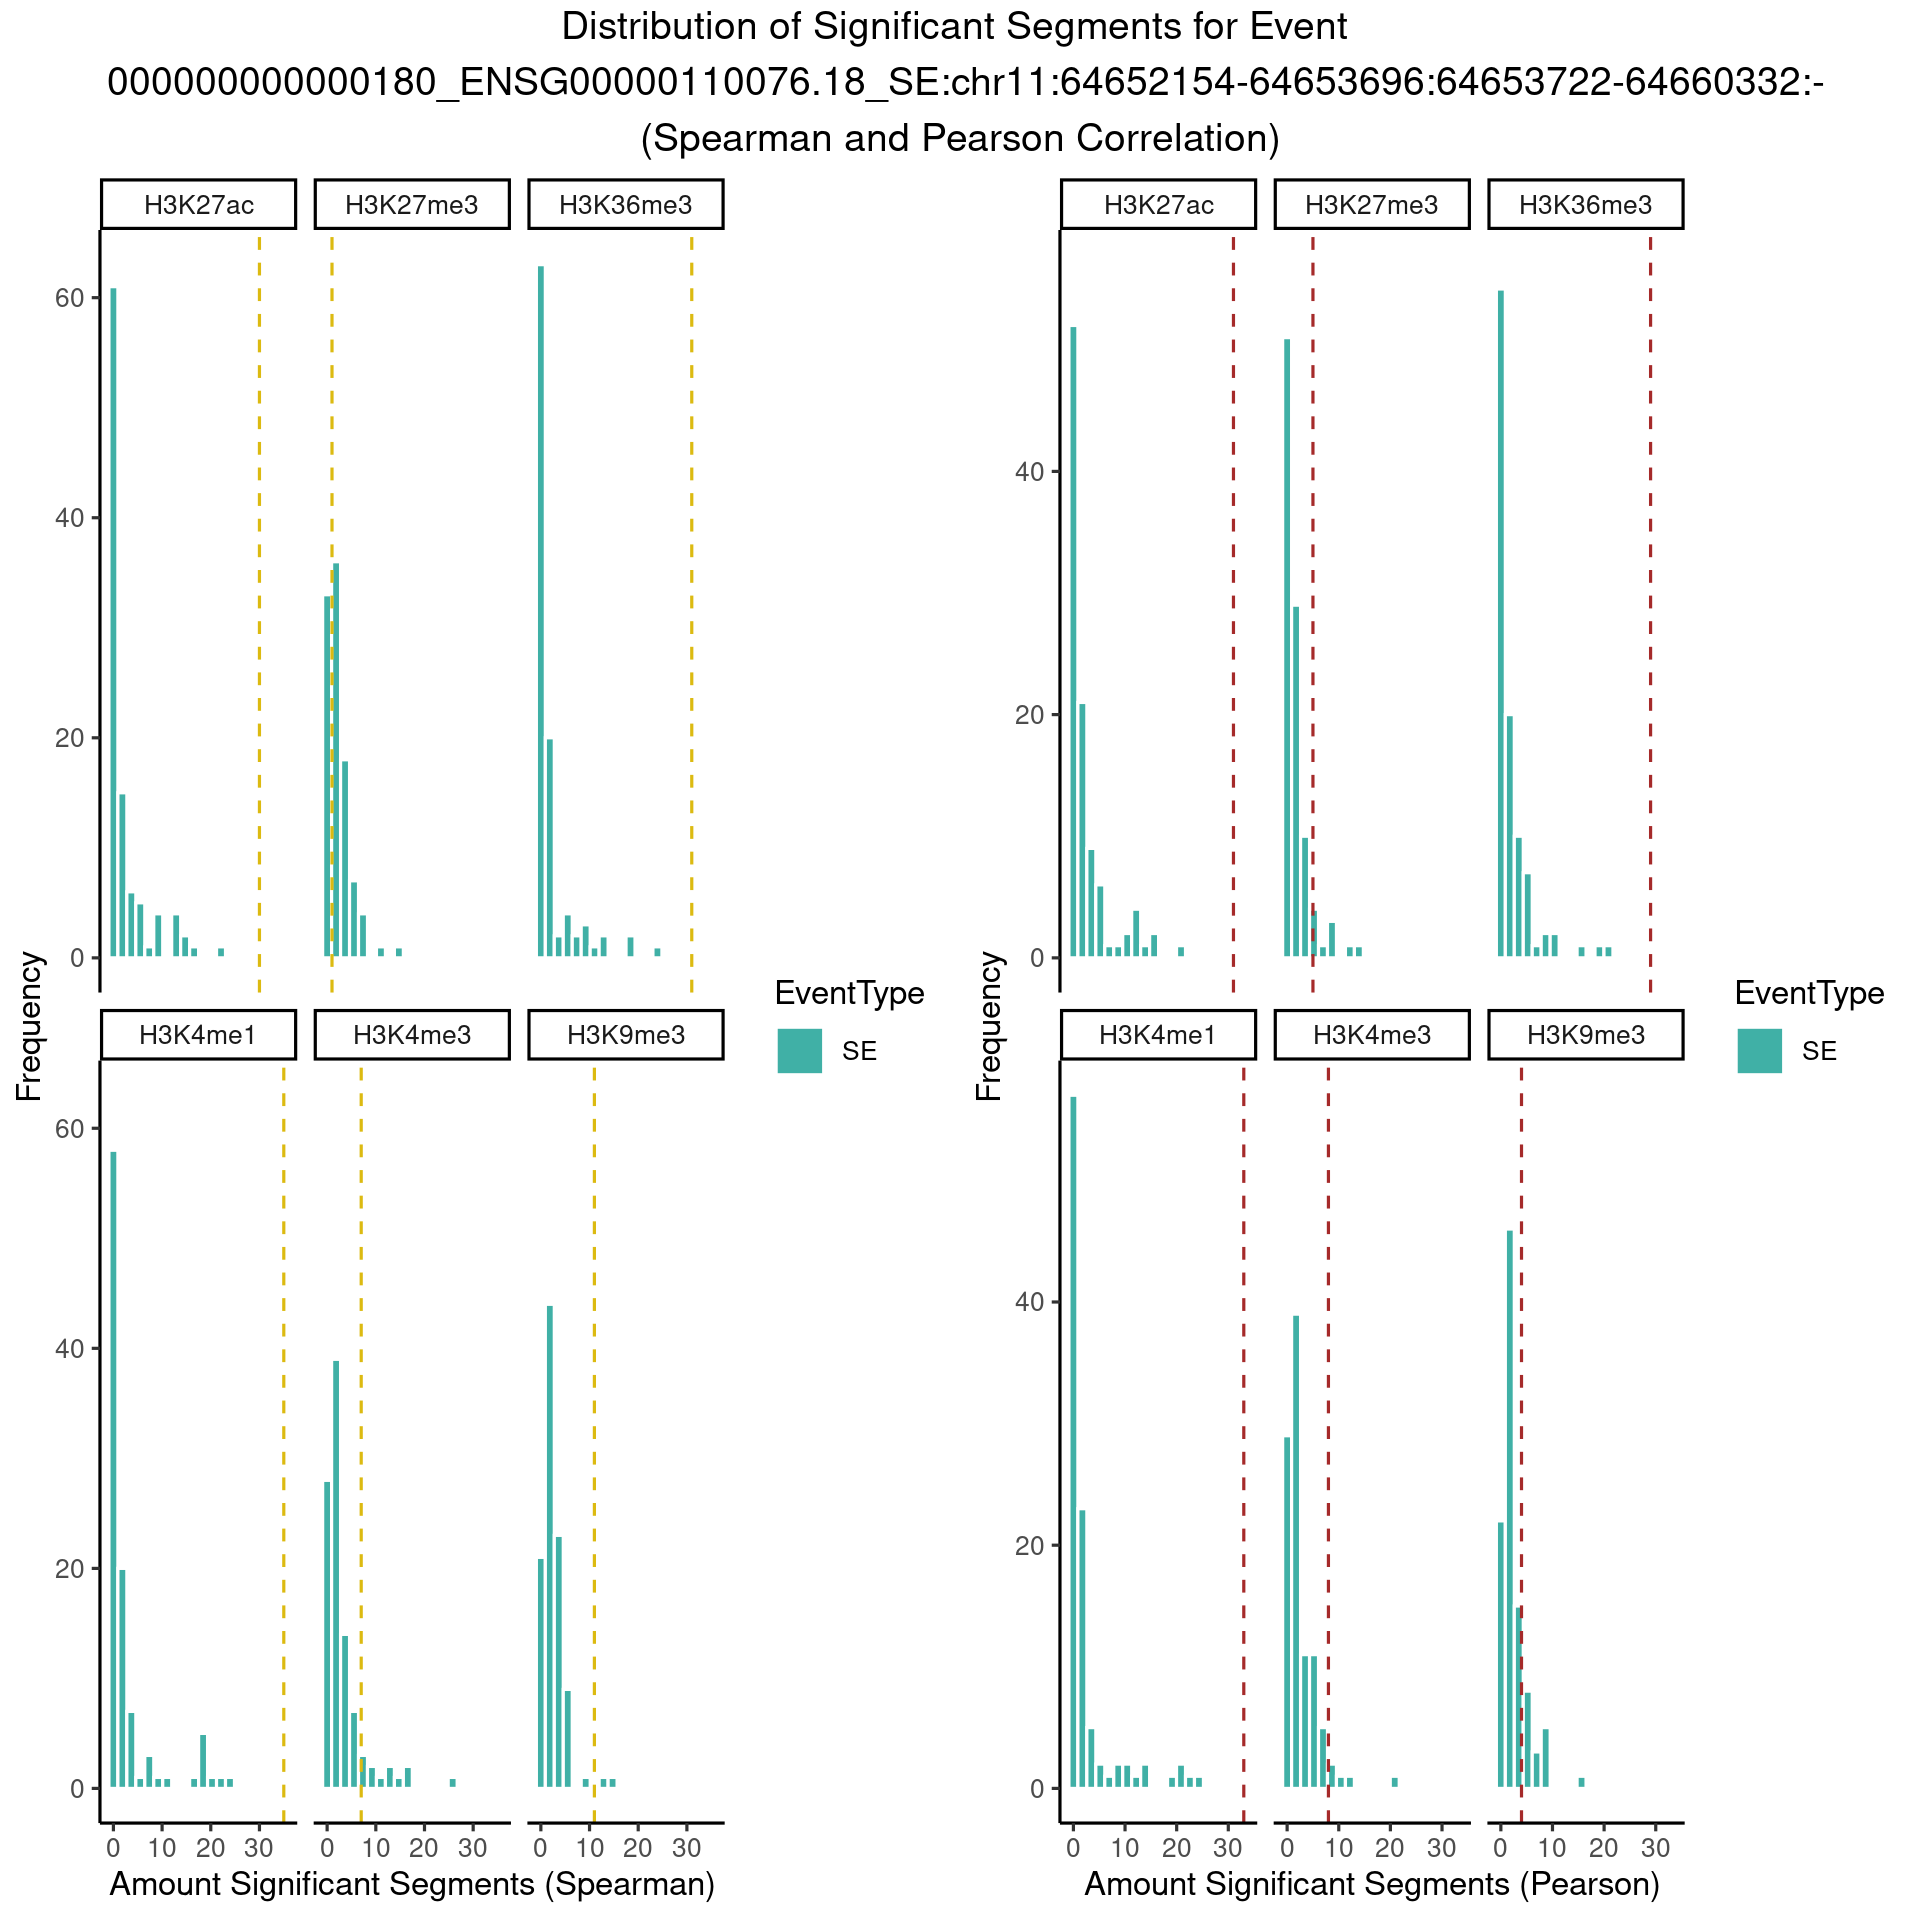 Distribution of Significant Segments for Event
000000000000180_ENSG00000110076.18_SE:chr11:64652154-64653696:64653722-64660332:-
(Spearman and Pearson Correlation)
H3K27ac H3K27me3 H3K36me3
60
40
20
0
H3K4me1 H3K4me3 H3K9me3
60
40
20
0
0 10 20 30 0 10 20 30 0 10 20 30
Frequency
Amount Significant Segments (Spearman)
EventType
SE
H3K27ac H3K27me3 H3K36me3
40
20
0
H3K4me1 H3K4me3 H3K9me3
40
20
0
0 10 20 30 0 10 20 30 0 10 20 30
Frequency
Amount Significant Segments (Pearson)
EventType
SE